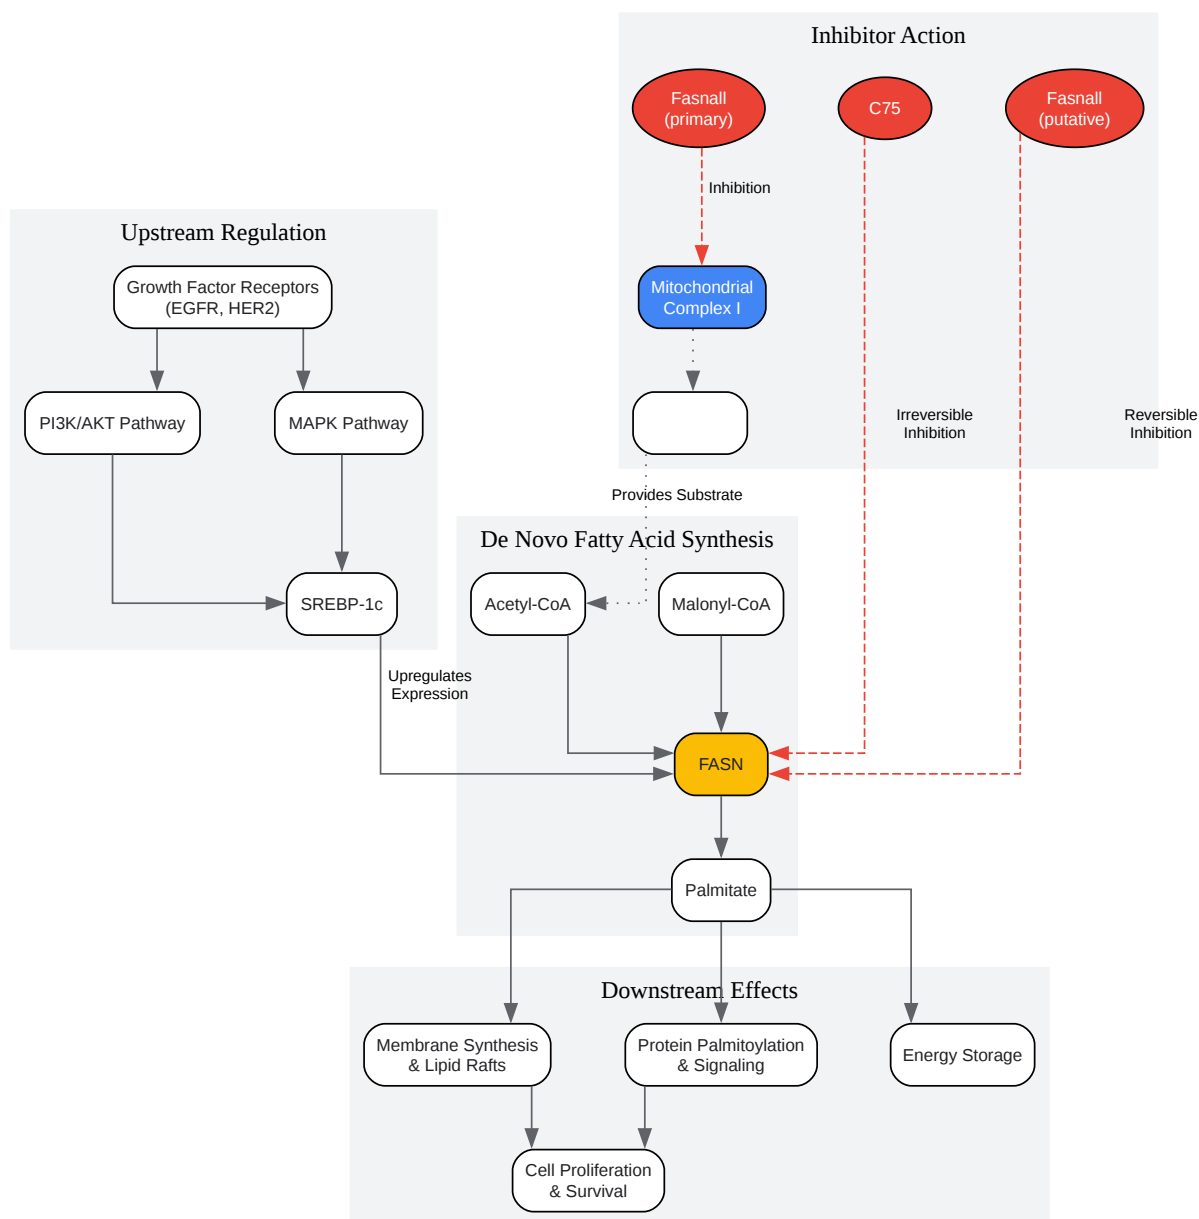 Inhibitor Action
Fasnall
(primary)
C75
Fasnall
(putative)
Inhibition
Mitochondrial
Complex I
Irreversible
Inhibition
Reversible
Inhibition
Provides Substrate
Upstream Regulation
Growth Factor Receptors
(EGFR, HER2)
PI3K/AKT Pathway
MAPK Pathway
SREBP-1c
Upregulates
Expression
De Novo Fatty Acid Synthesis
Acetyl-CoA
Malonyl-CoA
FASN
Palmitate
Downstream Effects
Membrane Synthesis
& Lipid Rafts
Protein Palmitoylation
& Signaling
Energy Storage
Cell Proliferation
& Survival